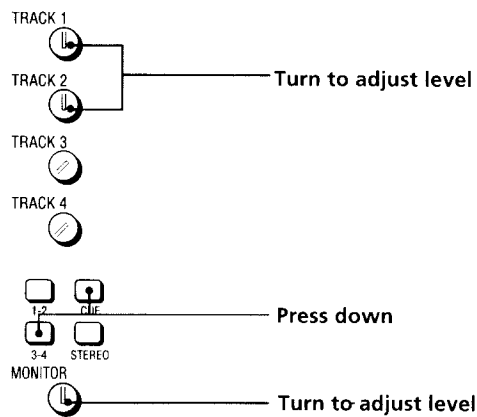 TRACK 1
TRACK 2
Turn to adjust level
TRACK 3
TRACK 4
1-2 CUE
Press down
3-4 STEREO
MONITOR
Turn to adjust level